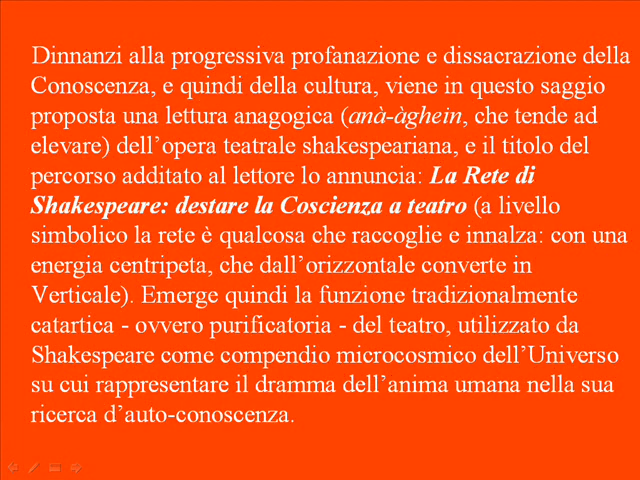 Dinnanzi alla progressiva profanazione e dissacrazione della
Conoscenza, e quindi della cultura, viene in questo saggio
proposta una lettura anagogica (anà-àghein, che tende ad
elevare) dell’opera teatrale shakespeariana, e il titolo del
percorso additato al lettore lo annuncia: La Rete di
Shakespeare: destare la Coscienza a teatro (a livello
simbolico la rete è qualcosa che raccoglie e innalza: con una
energia centripeta, che dall’orizzontale converte in
Verticale). Emerge quindi la funzione tradizionalmente
catartica - ovvero purificatoria - del teatro, utilizzato da
Shakespeare come compendio microcosmico dell’Universo
su cui rappresentare il dramma dell’anima umana nella sua
ricerca d’auto-conoscenza.